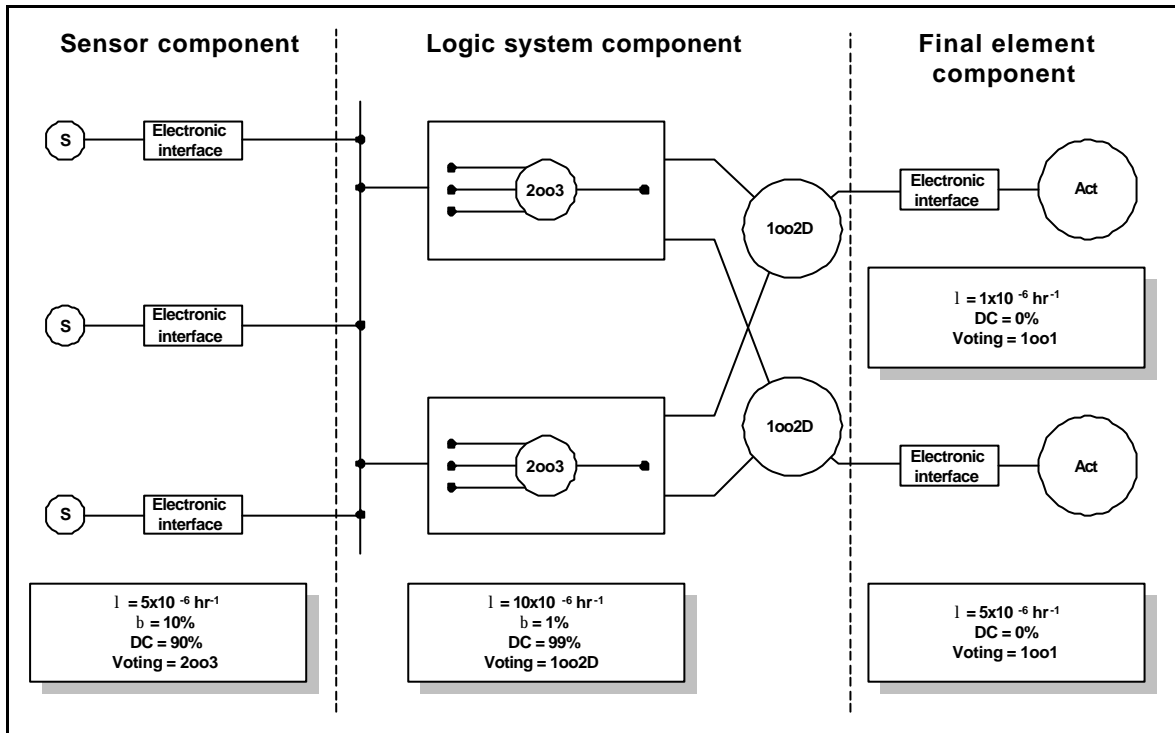 Sensor component
Logic system component
Final element
component
S
Electronic
interface
2oo3
1oo2D
Electronic
interface
Act
l = 1x10 -6 hr-1
DC = 0%
Voting = 1oo1
S
Electronic
interface
2oo3
1oo2D
Electronic
interface
Act
S
Electronic
interface
l = 5x10 -6 hr-1
b = 10%
DC = 90%
Voting = 2oo3
l = 10x10 -6 hr-1
b = 1%
DC = 99%
Voting = 1oo2D
l = 5x10 -6 hr-1
DC = 0%
Voting = 1oo1